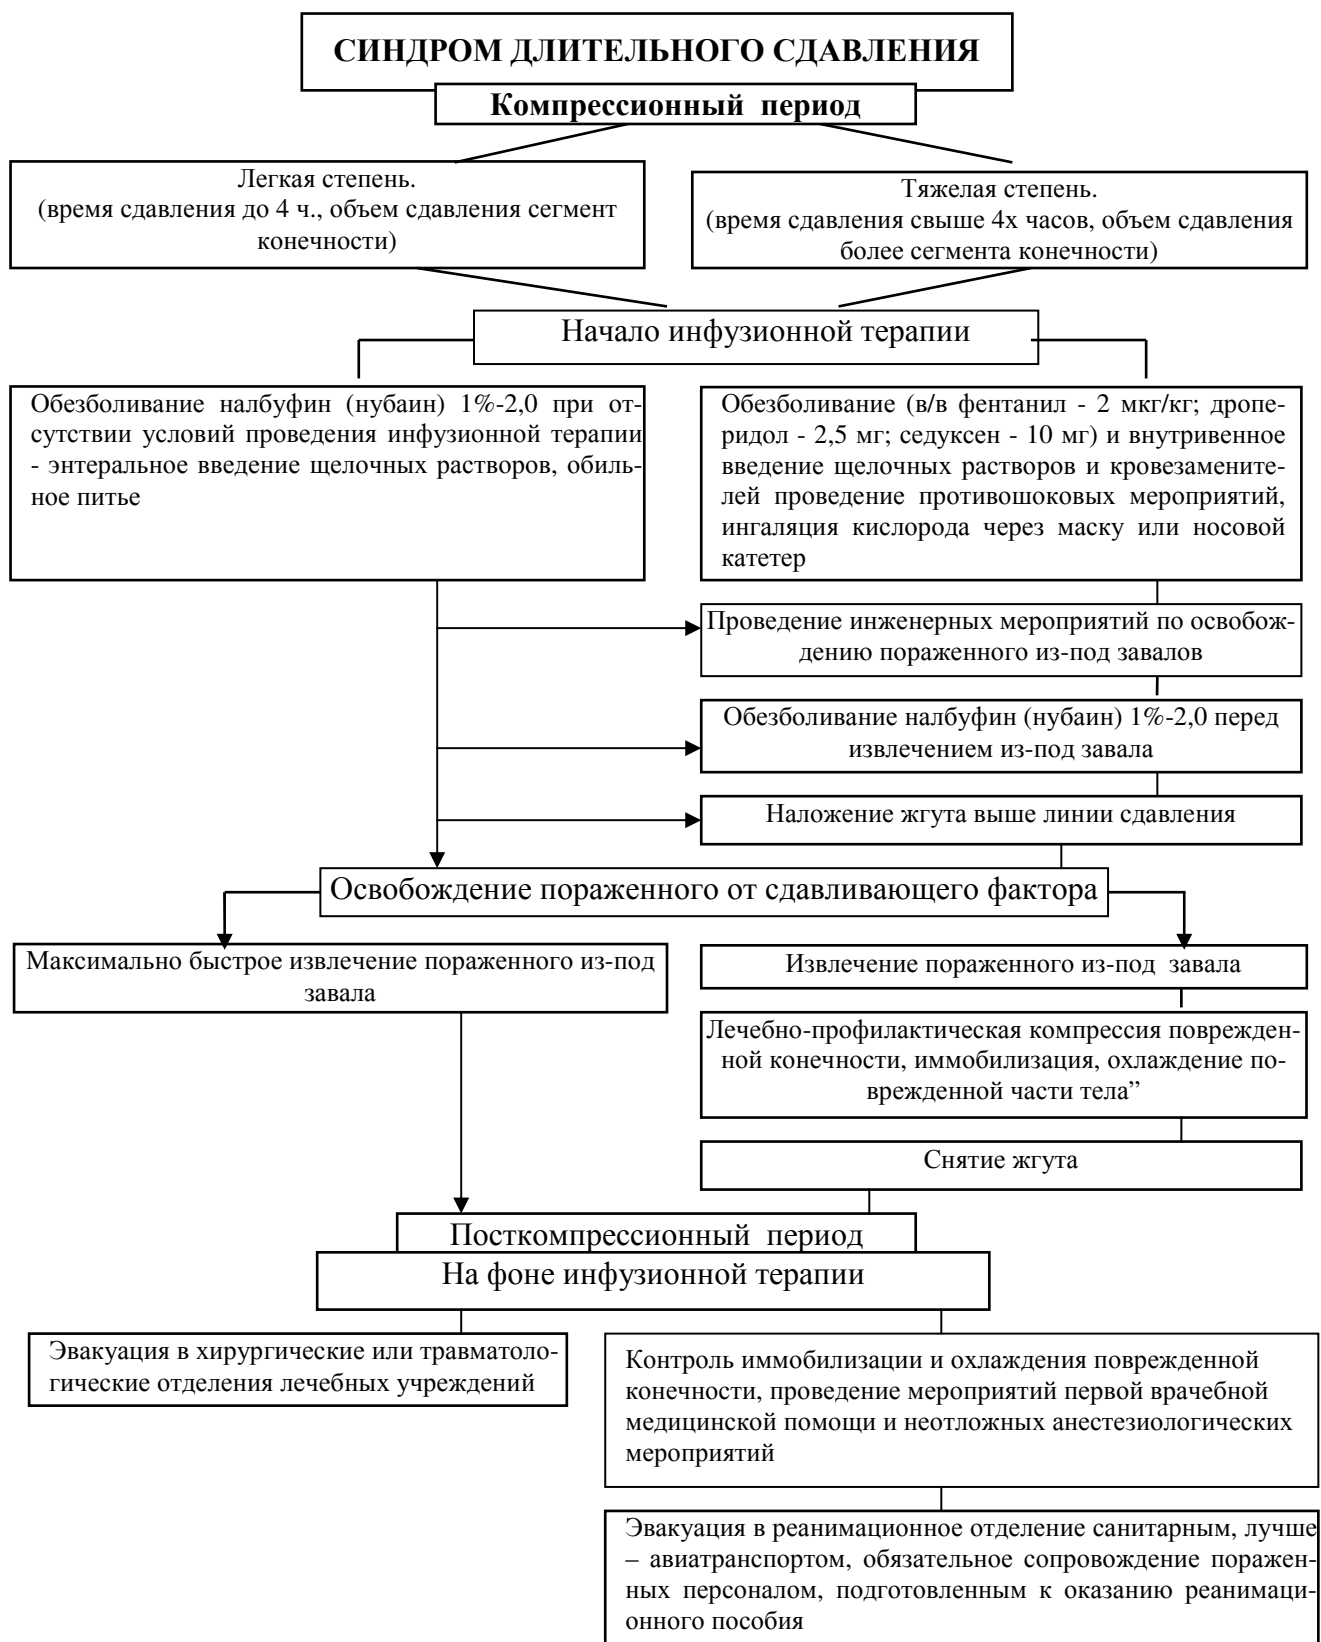 СИНДРОМ ДЛИТЕЛЬНОГО СДАВЛЕНИЯ
Компрессионный период
Легкая степень.
(время сдавления до 4 ч., объем сдавления сегмент
конечности)
Тяжелая степень.
(время сдавления свыше 4х часов, объем сдавления
более сегмента конечности)
Начало инфузионной терапии
Обезболивание налбуфин (нубаин) 1%-2,0 при от-
сутствии условий проведения инфузионной терапии
- энтеральное введение щелочных растворов, обиль-
ное питье
Обезболивание (в/в фентанил - 2 мкг/кг; дропе-
ридол - 2,5 мг; седуксен - 10 мг) и внутривенное
введение щелочных растворов и кровезамените-
лей проведение противошоковых мероприятий,
ингаляция кислорода через маску или носовой
катетер
Проведение инженерных мероприятий по освобож-
дению пораженного из-под завалов
Обезболивание налбуфин (нубаин) 1%-2,0 перед
извлечением из-под завала
Наложение жгута выше линии сдавления
Освобождение пораженного от сдавливающего фактора
Максимально быстрое извлечение пораженного из-под
завала
Извлечение пораженного из-под завала
Лечебно-профилактическая компрессия поврежден-
ной конечности, иммобилизация, охлаждение по-
врежденной части тела”
Снятие жгута
Посткомпрессионный период
На фоне инфузионной терапии
Эвакуация в хирургические или травматоло-
гические отделения лечебных учреждений
Контроль иммобилизации и охлаждения поврежденной
конечности, проведение мероприятий первой врачебной
медицинской помощи и неотложных анестезиологических
мероприятий
Эвакуация в реанимационное отделение санитарным, лучше
– авиатранспортом, обязательное сопровождение поражен-
ных персоналом, подготовленным к оказанию реанимаци-
онного пособия